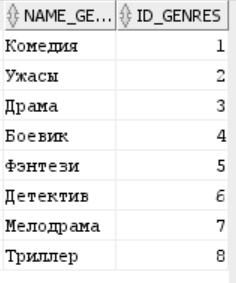 NAME_GE... ID_GENRES
Комедия 1
Ужасы 2
Драма 3
Боевик 4
Фэнтези 5
Детектив 6
Мелодрама 7
Триллер 8